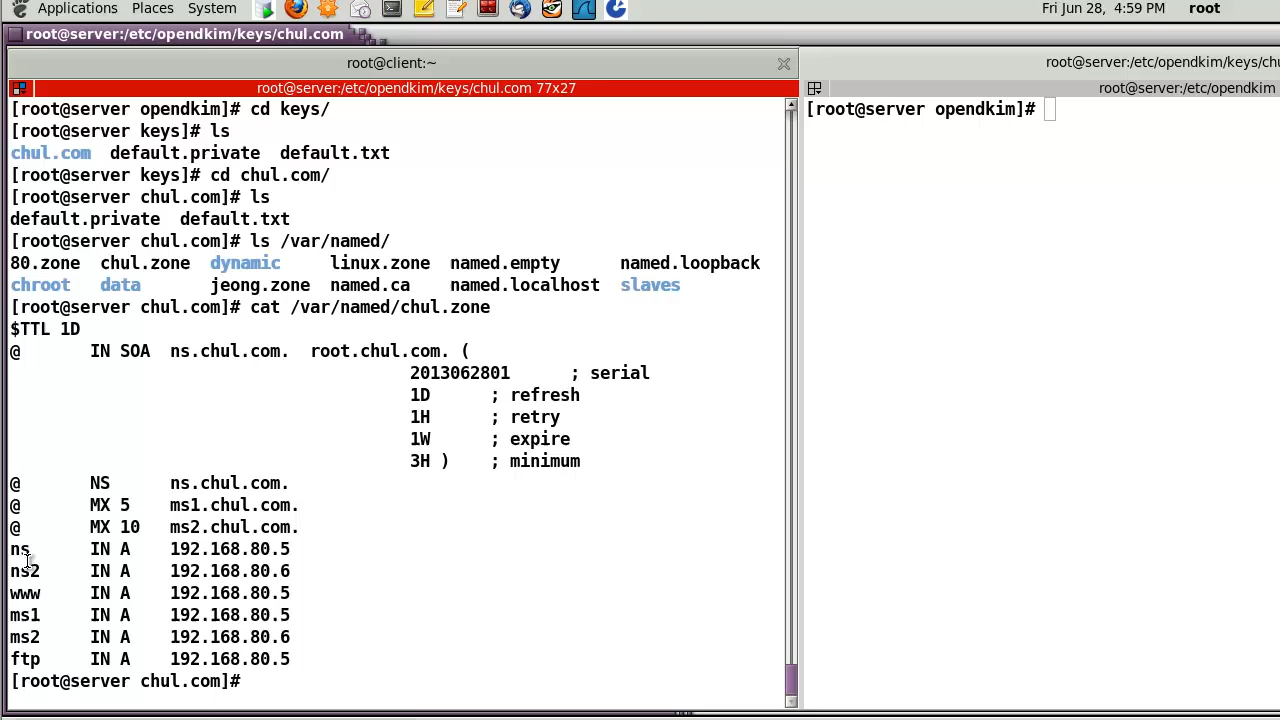 Applications Places System Fri Jun 28, 4:59 PM root
root@server:/etc/opendkim/keys/chul.com
root@client:~
root@server:/etc/opendkim/keys/chul.com 77x27
[root@server opendkim]# cd keys/
[root@server keys]# ls
chul.com default.private default.txt
[root@server keys]# cd chul.com/
[root@server chul.com]# ls
default.private default.txt
[root@server chul.com]# ls /var/named/
80.zone chul.zone dynamic linux.zone named.empty named.loopback
chroot data jeong.zone named.ca named.localhost slaves
[root@server chul.com]# cat /var/named/chul.zone
$TTL 1D
@ IN SOA ns.chul.com. root.chul.com. (
2013062801 ; serial
1D ; refresh
1H ; retry
1W ; expire
3H ) ; minimum
@ NS ns.chul.com.
@ MX 5 ms1.chul.com.
@ MX 10 ms2.chul.com.
ns IN A 192.168.80.5
ns2 IN A 192.168.80.6
www IN A 192.168.80.5
ms1 IN A 192.168.80.5
ms2 IN A 192.168.80.6
ftp IN A 192.168.80.5
[root@server chul.com]#
root@server:/etc/opendkim/keys/chu
root@server:/etc/opendkim
[root@server opendkim]#